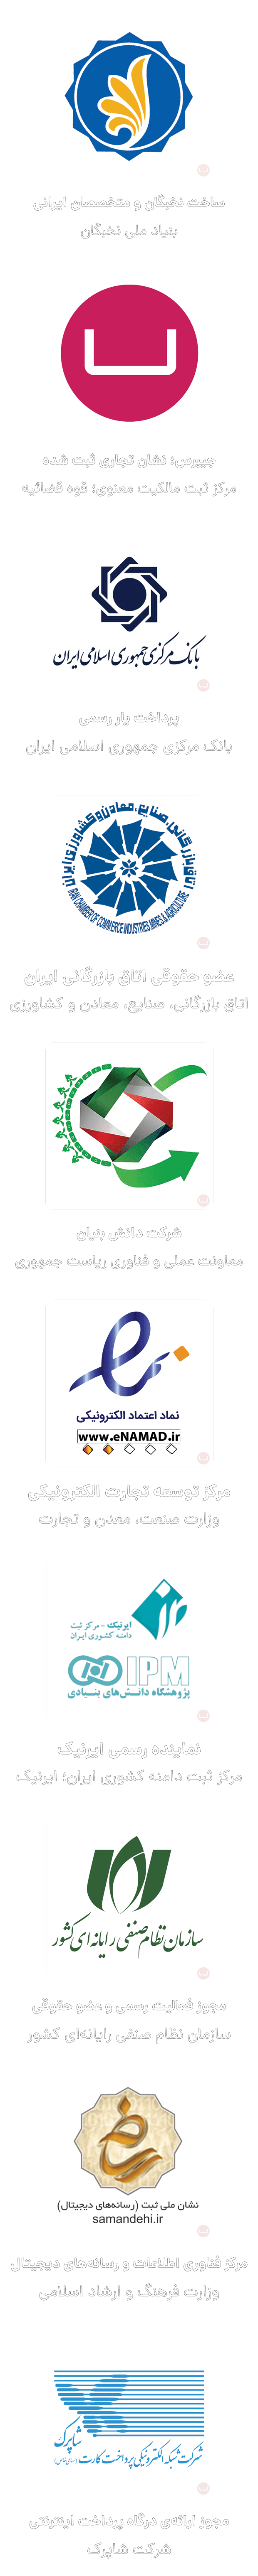 ساخت نخبگان و متخصصان ایرانی
بنیاد ملی نخبگان
جیبرس؛ نشان تجاری ثبت شده
مرکز ثبت مالکیت معنوی؛ قوه قضائیه
بانک مرکزی جمهوری اسلامی ایران
پرداخت یار رسمی
بانک مرکزی جمهوری اسلامی ایران
اتاق بازرگانی، صنایع، معادن و کشاورزی ایران
IRAN CHAMBER OF COMMERCE, INDUSTRIES, MINES & AGRICULTURE
عضو حقوقی اتاق بازرگانی ایران
اتاق بازرگانی، صنایع، معادن و کشاورزی
شرکت دانش بنیان
معاونت عملی و فناوری ریاست جمهوری
نماد اعتماد الکترونیکی
www.eNAMAD.ir
مرکز توسعه تجارت الکترونیکی
وزارت صنعت، معدن و تجارت
ایرنیک - مرکز ثبت
دامنه کشوری ایران
IPM
پژوهشگاه دانش‌های بنیادی
نماینده رسمی ایرنیک
مرکز ثبت دامنه کشوری ایران؛ ایرنیک
سازمان نظام صنفی رایانه‌ای کشور
مجوز فعالیت رسمی و عضو حقوقی
سازمان نظام صنفی رایانه‌ای کشور
نشان ملی ثبت (رسانه‌های دیجیتال)
samandehi.ir
مرکز فناوری اطلاعات و رسانه‌های دیجیتال
وزارت فرهنگ و ارشاد اسلامی
شاپرک
شرکت شبکه الکترونیکی پرداخت کارت (سهامی خاص)
مجوز ارائه‌ی درگاه پرداخت اینترنتی
شرکت شاپرک